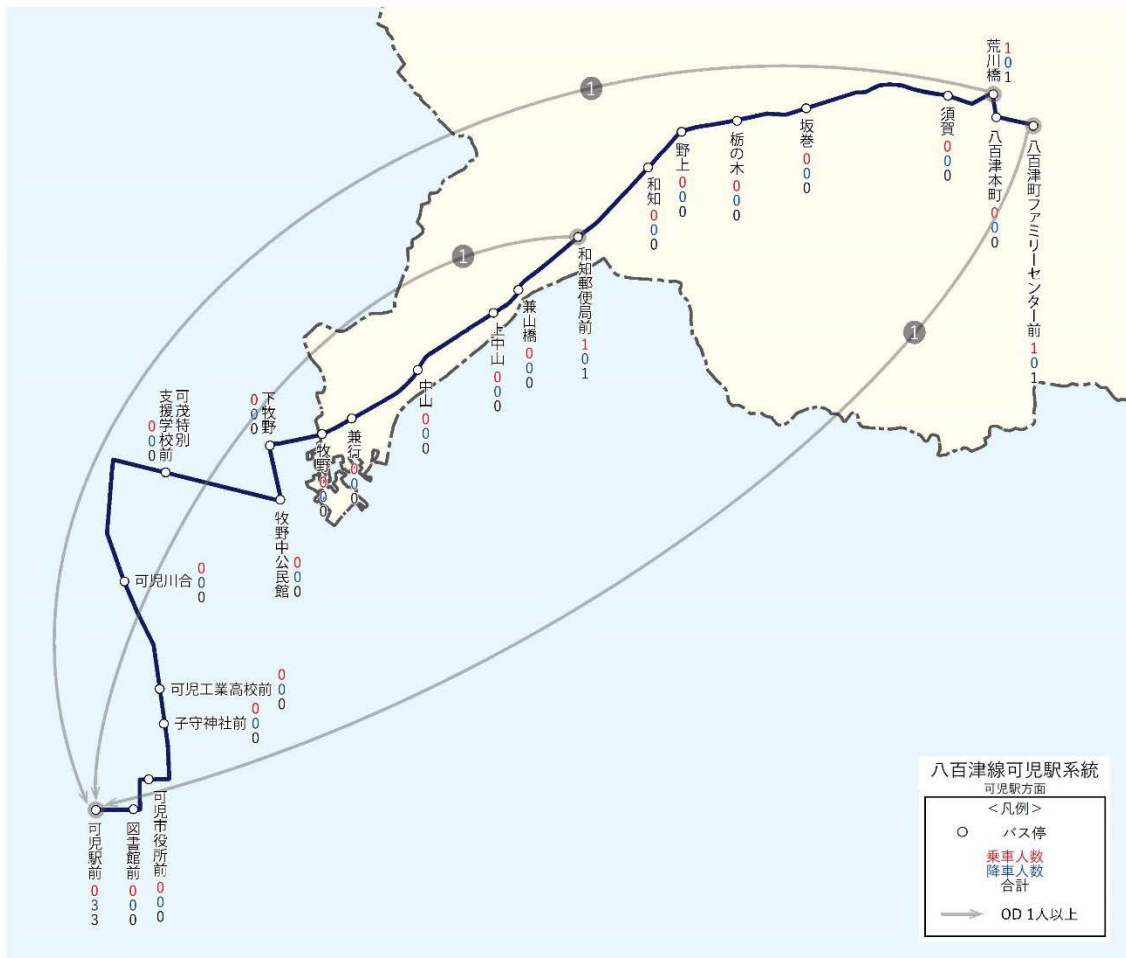 荒川橋 1 0 1
須賀 0 0 0
八百津本町 0 0 0
八百津町ファミリーセンター前 1 0 1
坂巻 0 0 0
栃の木 0 0 0
野上 0 0 0
和知 0 0 0
和知郵便局前 1 0 1
兼山橋 0 0 0
上中山 0 0 0
中山 0 0 0
兼行 0 0 0
牧野 0 0 0
下牧野 0 0 0
牧野中公民館 0 0 0
可茂特別
支援学校前 0 0 0
可児川合 0 0 0
可児工業高校前 0 0 0
子守神社前 0 0 0
可児市役所前 0 0 0
図書館前 0 0 0
可児駅前 0 3 3
1
1
1
八百津線可児駅系統
可児駅方面
<凡例>
バス停
乗車人数
降車人数
合計
OD 1人以上